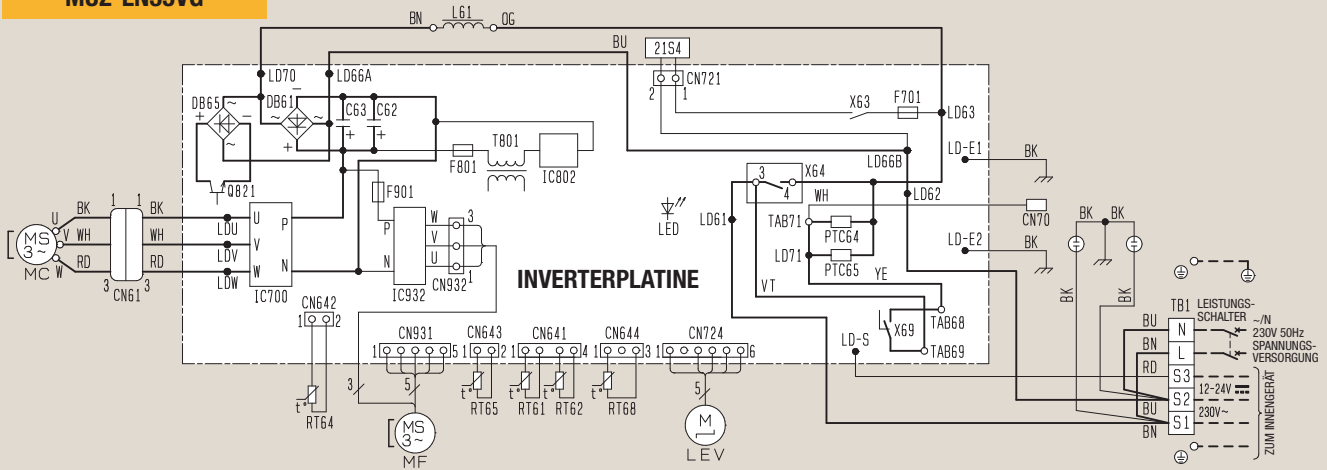 MUZ-LN35VG
BN L61 OG
BU
21S4
CN721
2 1
X63 F701
LD63
LD70 LD66A
DB65 DB61
C63 C62
T801
F801
IC802
Q821
F901
LD66B
LD-E1 BK
X64
3
4
WH
LD62
LD61
LED
TAB71
PTC64
CN70
LD71
PTC65
LD-E2 BK
YE
VT
X69
TAB68
TAB69
LD-S
INVERTERPLATINE
MS
3~
MC
U BK
V WH
W RD
1 1
3 3
CN61
BK
WH
RD
LDU
LDV
LDW
U
V
W
P
N
IC700
P
N
W
V
U
IC932
3
1
CN932
CN642
1 2
t°
RT64
3
CN931
1 5
5
MS
3~
MF
CN643
1 2
t°
RT65
CN641
1 4
t°
RT61
t°
RT62
CN644
1 3
t°
RT68
CN724
1 6
5
M
LEV
BK BK
BK
BK
TB1
BU N
BN L
RD S3
S2
BU S1
BN
LEISTUNGS-
SCHALTER
~/N
230V 50Hz
SPANNUNGS-
VERSORGUNG
12-24V
230V~
ZUM INNENGERÄT